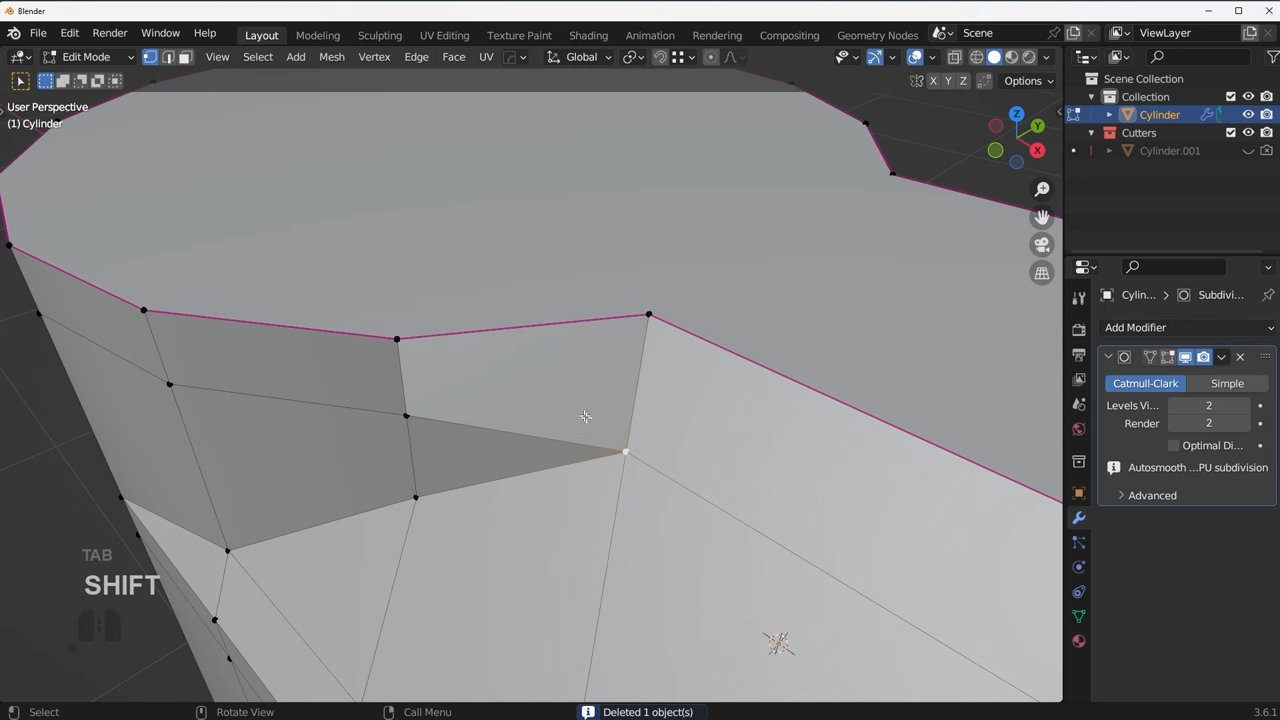 Blender
File Edit Render Window Help Layout Modeling Sculpting UV Editing Texture Paint Shading Animation Rendering Compositing Geometry Nodes Scene ViewLayer
Edit Mode View Select Add Mesh Vertex Edge Face UV Global
X Y Z Options
User Perspective
(1) Cylinder
Z
Y
X
TAB
SHIFT
Scene Collection
Collection
Cylinder
Cutters
Cylinder.001
Cylin... Subdivi...
Add Modifier
Catmull-Clark Simple
Levels Vi... 2
Render 2
Optimal Di...
Autosmooth ...PU subdivision
Advanced
Select Rotate View Call Menu Deleted 1 object(s) 3.6.1